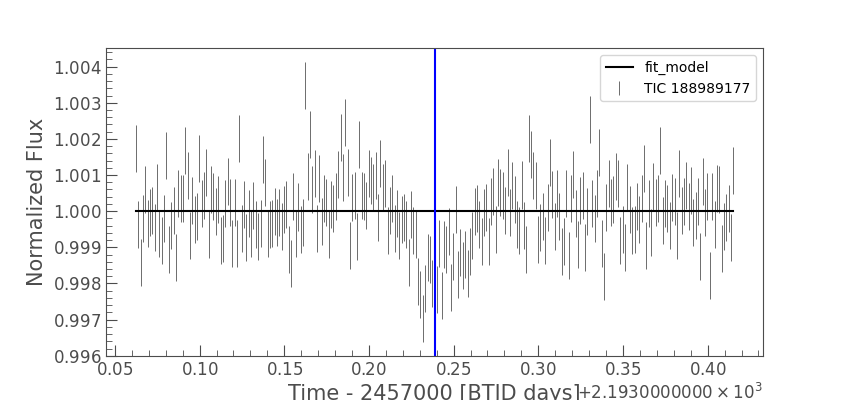 fit_model
TIC 188989177
Normalized Flux
1.004
1.003
1.002
1.001
1.000
0.999
0.998
0.997
0.996
0.05 0.10 0.15 0.20 0.25 0.30 0.35 0.40
Time - 2457000 [BTJD days]
+2.1930000000 × 10³